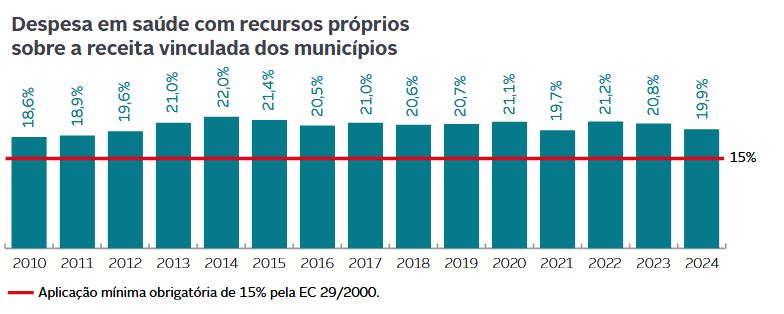 Despesa em saúde com recursos próprios
sobre a receita vinculada dos municípios
18,6% 18,9% 19,6% 21,0% 22,0% 21,4% 20,5% 21,0% 20,6% 20,7% 21,1% 19,7% 21,2% 20,8% 19,9%
15%
2010 2011 2012 2013 2014 2015 2016 2017 2018 2019 2020 2021 2022 2023 2024
Aplicação mínima obrigatória de 15% pela EC 29/2000.